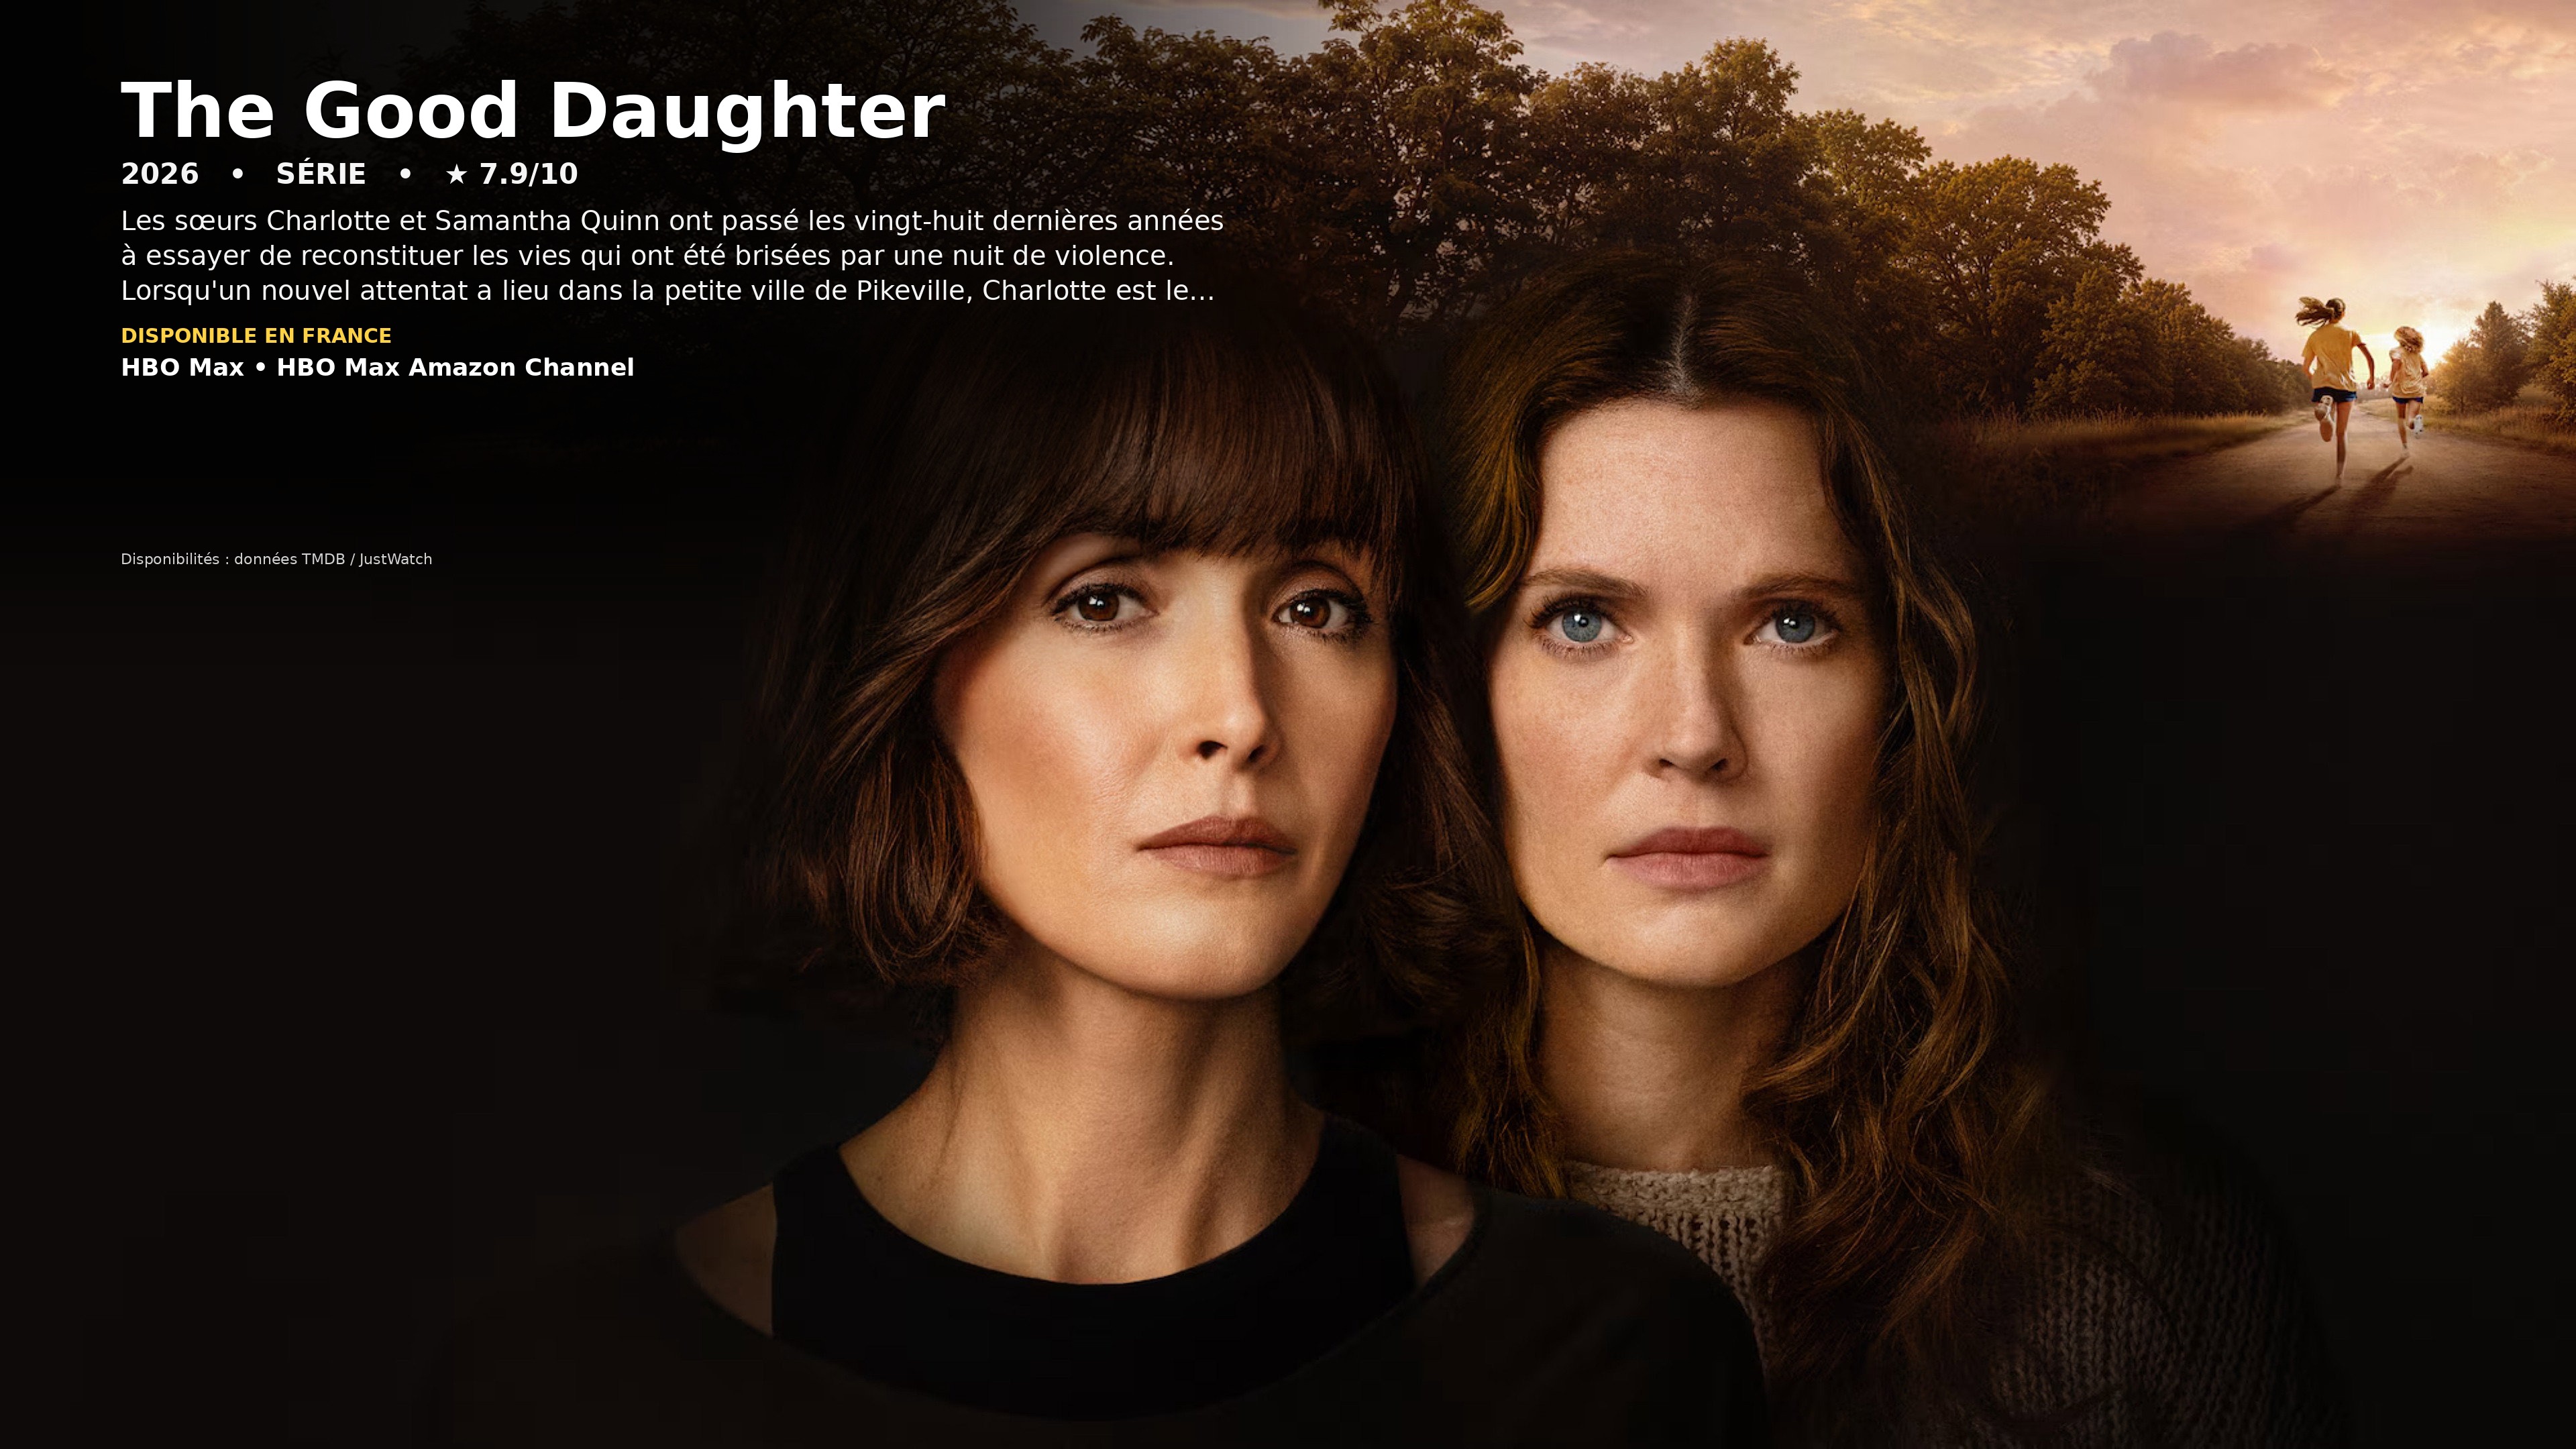 The Good Daughter
2026 • SÉRIE • ★ 7.9/10
Les sœurs Charlotte et Samantha Quinn ont passé les vingt-huit dernières années
à essayer de reconstituer les vies qui ont été brisées par une nuit de violence.
Lorsqu'un nouvel attentat a lieu dans la petite ville de Pikeville, Charlotte est le...
DISPONIBLE EN FRANCE
HBO Max • HBO Max Amazon Channel
Disponibilités : données TMDB / JustWatch